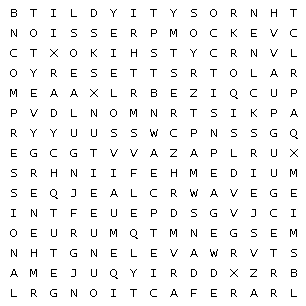 B T I L D Y I T Y S O R N H T
N O I S S E R P M O C K E V C
C T X O K I H S T Y C R N V L
O Y R E S E T T S R T O L A R
M E A A X L R B E Z I Q C U P
P V D L N O M N R T S I K P A
R Y Y U U S S W C P N S S G Q
E G C G T V V A Z A P L R U X
S R H N I I F E H M E D I U M
S E Q J E A L C R W A V E G E
I N T F E U E P D S G V J C I
O E U R U M Q T M N E G S E M
N H T G N E L E V A W R V T S
A M E J U Q Y I R D D X Z R B
L R G N O I T C A F E R A R L